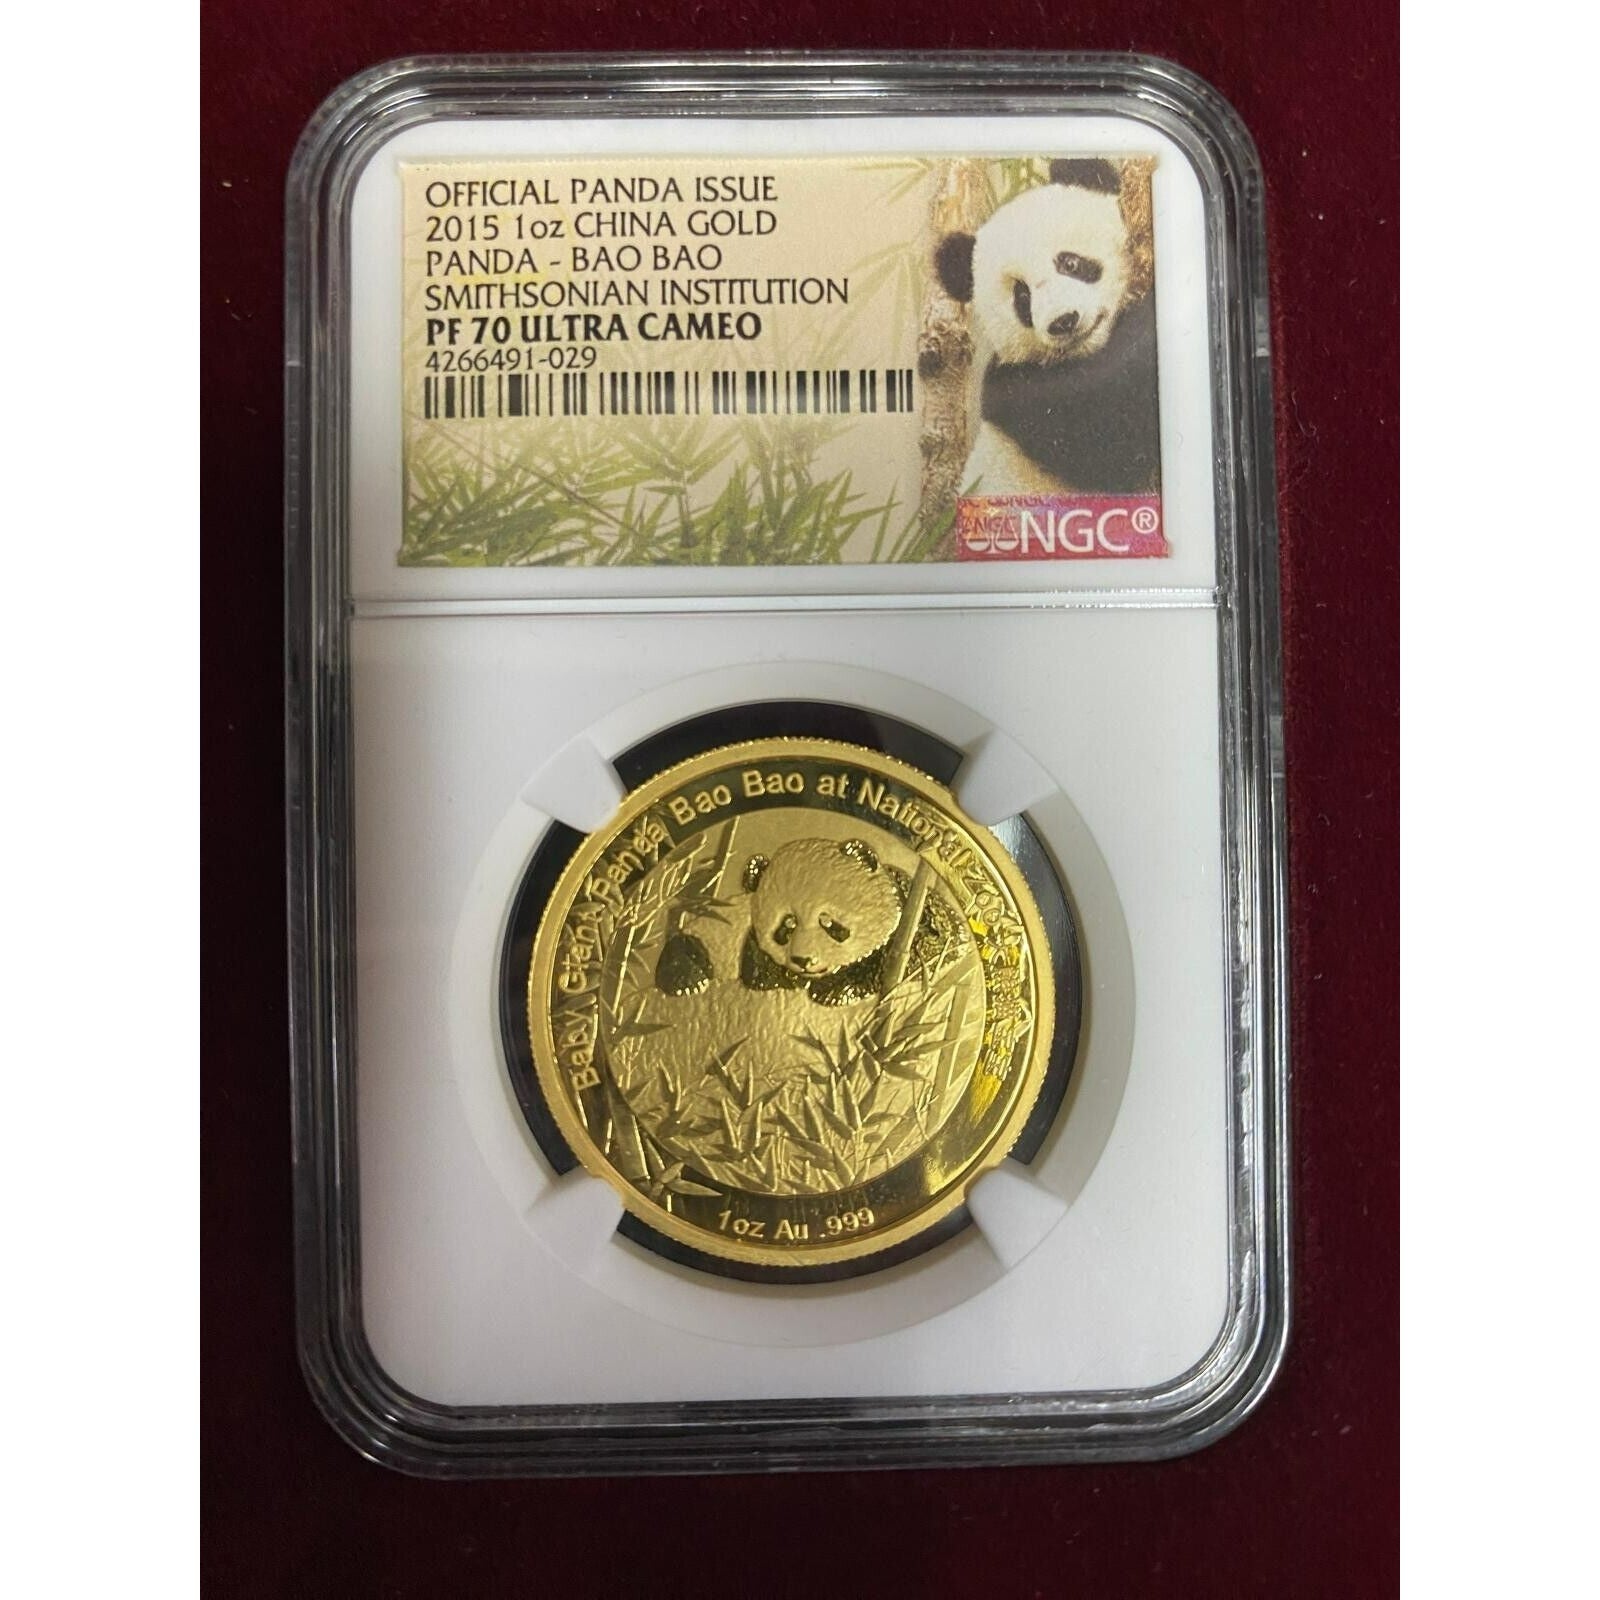 OFFICIAL PANDA ISSUE
2015 1oz CHINA GOLD
PANDA - BAO BAO
SMITHSONIAN INSTITUTION
PF 70 ULTRA CAMEO
4266491-029
NGC®
Baby Giant Panda Bao Bao at National Zoo
1oz Au .999